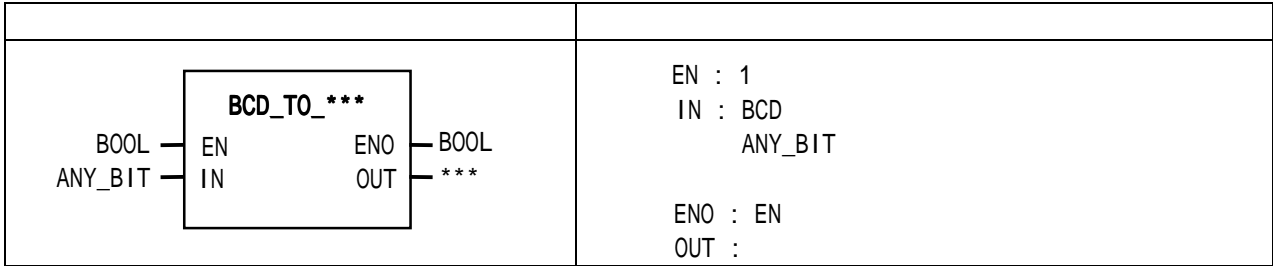 BCD_TO_***
BOOL EN ENO BOOL
ANY_BIT IN OUT ***
EN : 1
IN : BCD
ANY_BIT
ENO : EN
OUT :